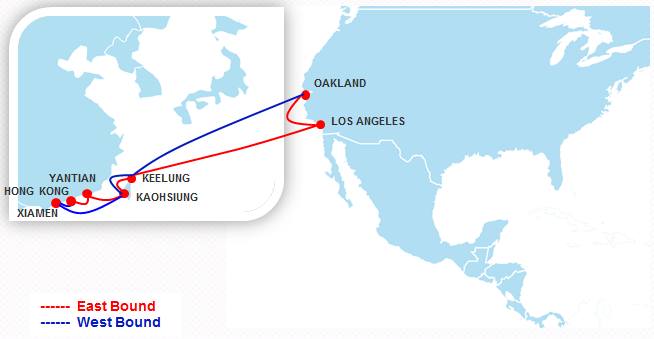 OAKLAND
LOS ANGELES
YANTIAN
KEELUNG
HONG KONG
KAOHSIUNG
XIAMEN
------ East Bound
------ West Bound